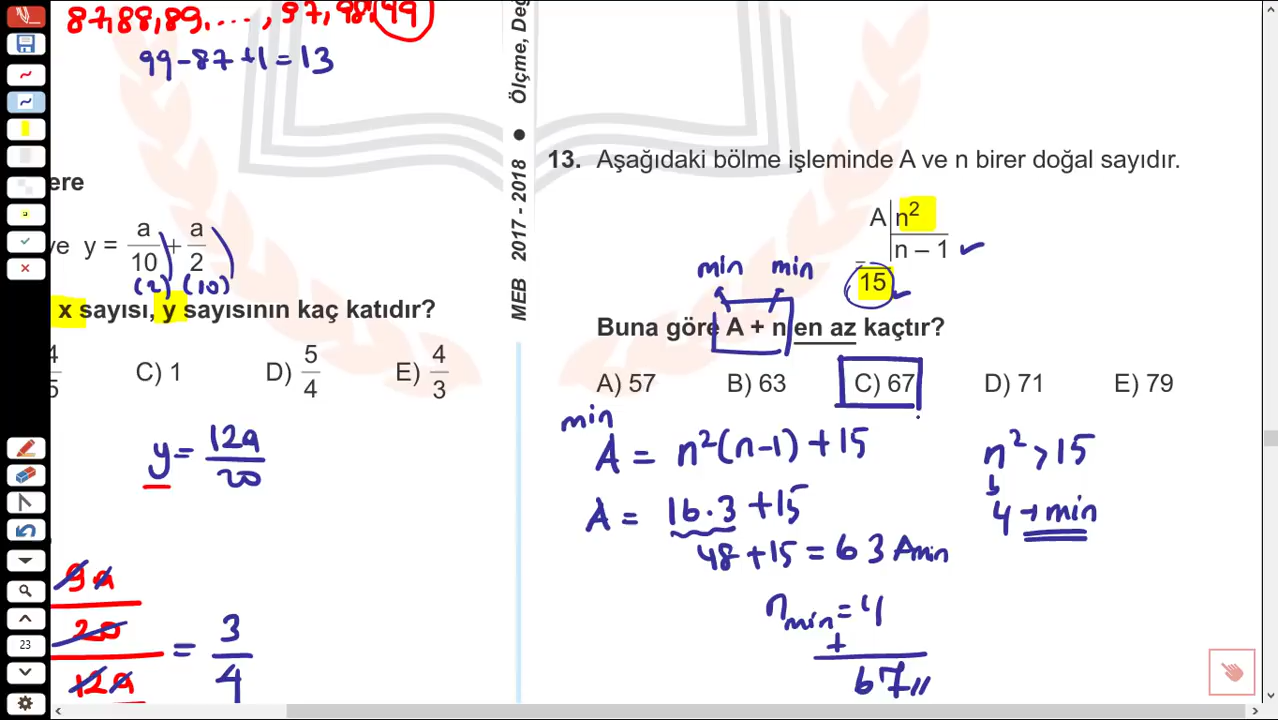 87,88,89. ...., 97,98,99
99-87+1=13
ere
ve y = a/10 + a/2
(2) (10)
x sayısı, y sayısının kaç katıdır?
4/5 C) 1 D) 5/4 E) 4/3
y = 12a/20
9a
20
12a
= 3/4
MEB 2017 - 2018 ● Ölçme, Değ
13. Aşağıdaki bölme işleminde A ve n birer doğal sayıdır.
A n²
n – 1
15
min min
Buna göre A + n en az kaçtır?
A) 57 B) 63 C) 67 D) 71 E) 79
min
A = n²(n-1) +15
A = 16.3 +15
48 +15 = 63 Amin
n² > 15
4 → min
n min = 4
+
67//
23